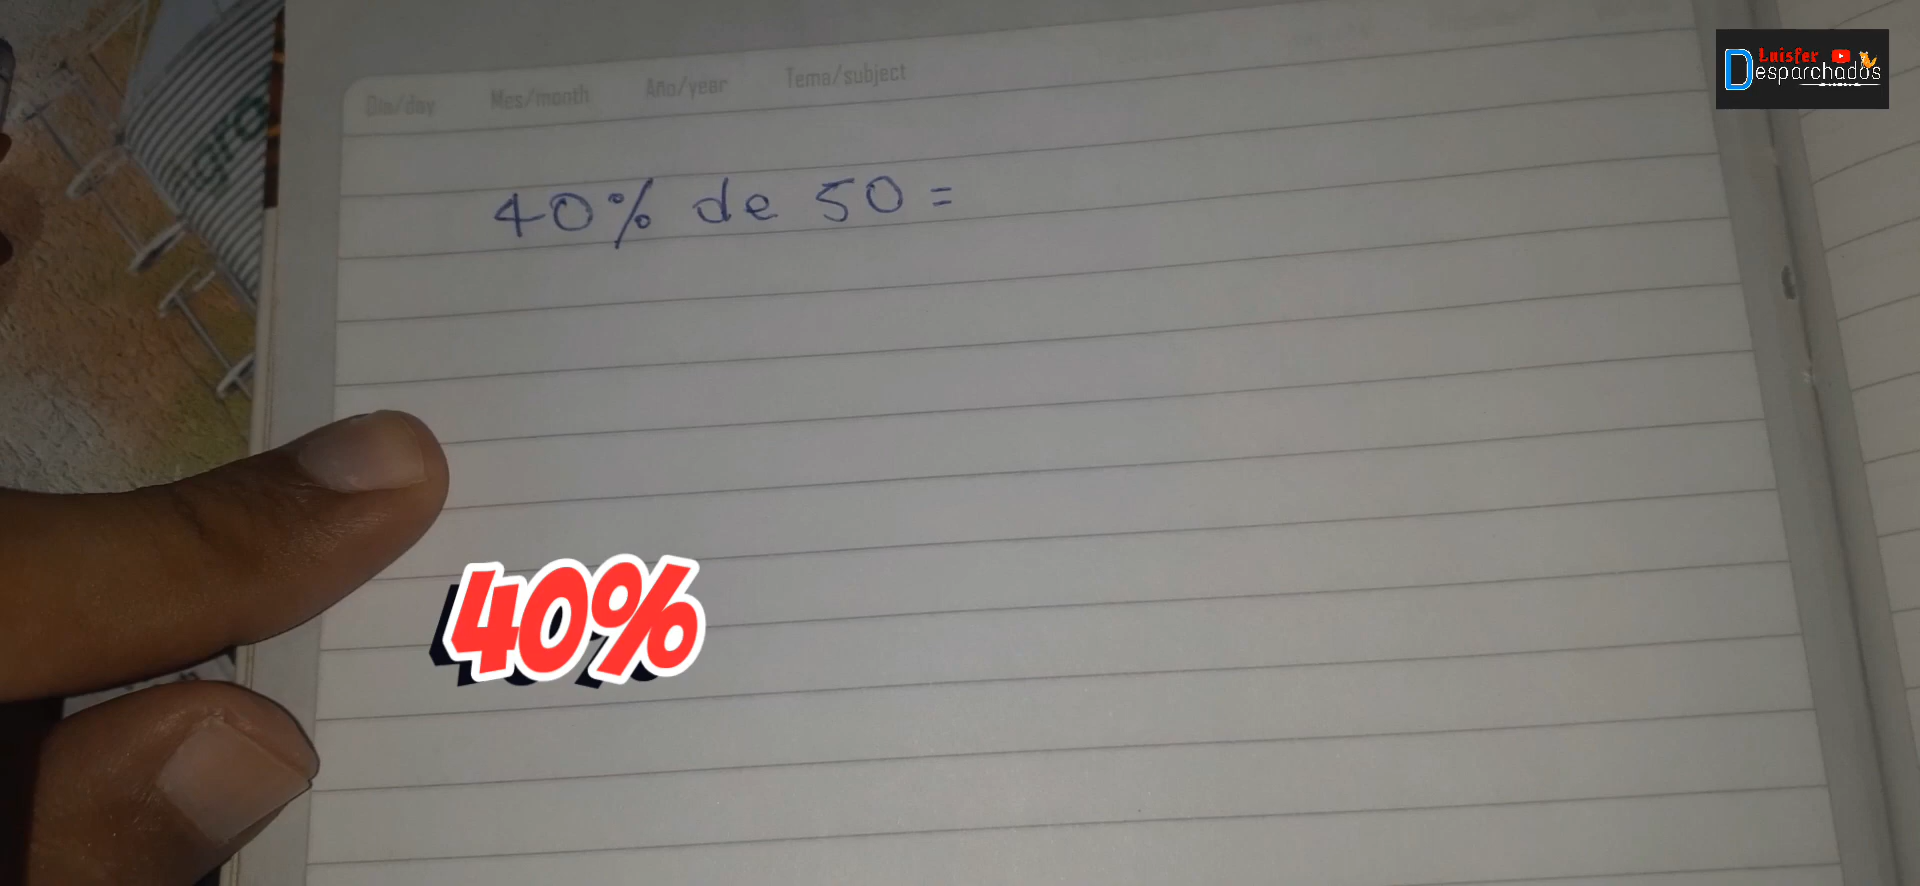 Luisfer
Desparchados
Día/day Mes/month Año/year Tema/subject
40% de 50 =
40%